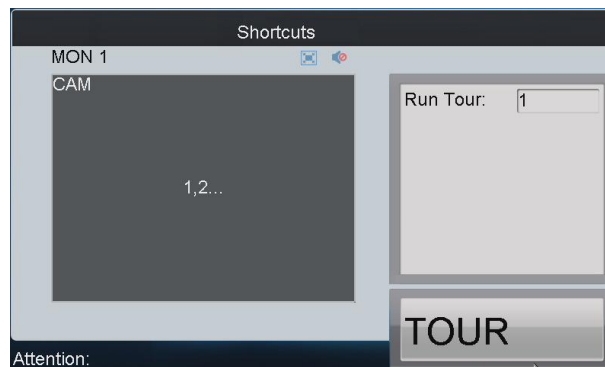 Shortcuts
MON 1
CAM
1,2...
Run Tour: 1
TOUR
Attention: